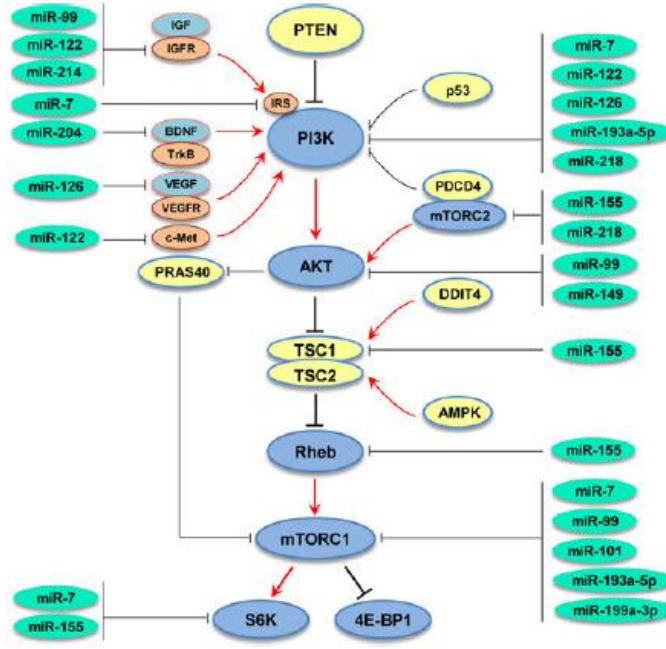 miR-99
IGF
PTEN
miR-7
miR-122
IGFR
miR-122
miR-214
p53
miR-126
miR-7
IRS
miR-193a-5p
miR-204
BDNF
PI3K
miR-218
TrkB
miR-126
VEGF
PDCD4
miR-155
VEGFR
mTORC2
miR-218
miR-122
c-Met
PRAS40
AKT
miR-99
DDIT4
miR-149
TSC1
miR-155
TSC2
AMPK
Rheb
miR-155
miR-7
miR-99
mTORC1
miR-101
miR-193a-5p
miR-7
miR-199a-3p
miR-155
S6K
4E-BP1